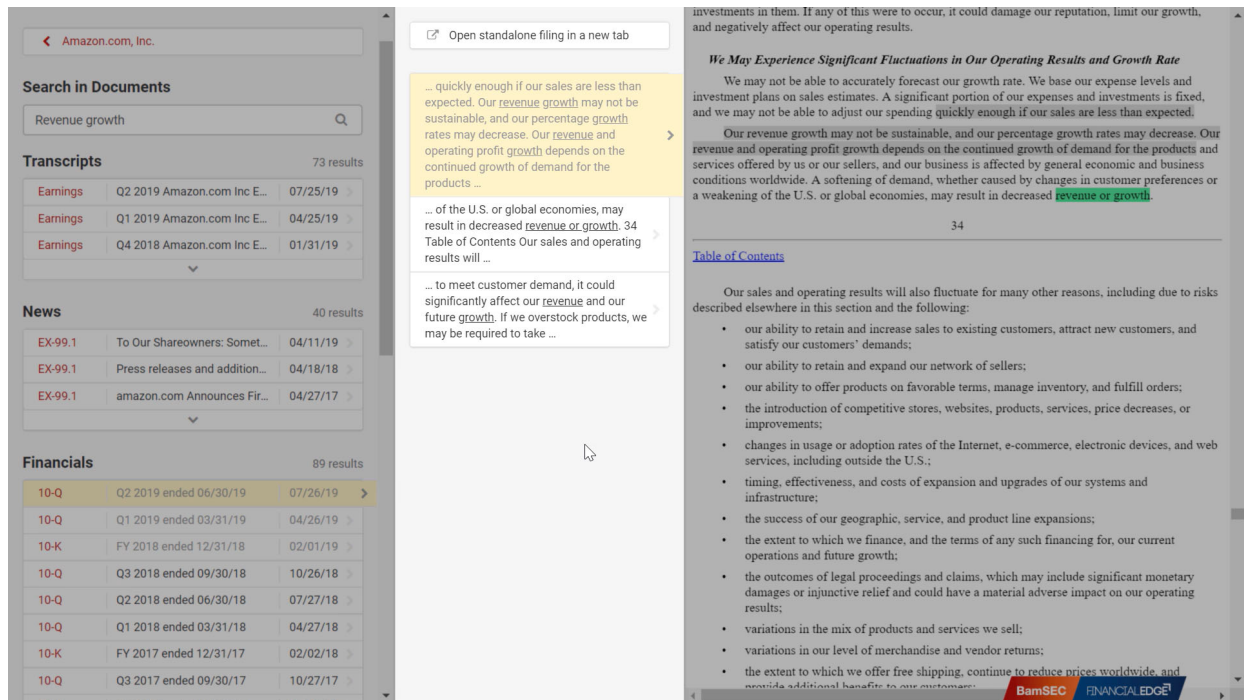 Amazon.com, Inc.
Search in Documents
Revenue growth
Transcripts 73 results
Earnings Q2 2019 Amazon.com Inc E... 07/25/19
Earnings Q1 2019 Amazon.com Inc E... 04/25/19
Earnings Q4 2018 Amazon.com Inc E... 01/31/19
News 40 results
EX-99.1 To Our Shareowners: Somet... 04/11/19
EX-99.1 Press releases and addition... 04/18/18
EX-99.1 amazon.com Announces Fir... 04/27/17
Financials 89 results
10-Q Q2 2019 ended 06/30/19 07/26/19
10-Q Q1 2019 ended 03/31/19 04/26/19
10-K FY 2018 ended 12/31/18 02/01/19
10-Q Q3 2018 ended 09/30/18 10/26/18
10-Q Q2 2018 ended 06/30/18 07/27/18
10-Q Q1 2018 ended 03/31/18 04/27/18
10-K FY 2017 ended 12/31/17 02/02/18
10-Q Q3 2017 ended 09/30/17 10/27/17
Open standalone filing in a new tab
... quickly enough if our sales are less than
expected. Our revenue growth may not be
sustainable, and our percentage growth
rates may decrease. Our revenue and
operating profit growth depends on the
continued growth of demand for the
products ...
... of the U.S. or global economies, may
result in decreased revenue or growth. 34
Table of Contents Our sales and operating
results will ...
... to meet customer demand, it could
significantly affect our revenue and our
future growth. If we overstock products, we
may be required to take ...
investments in them. If any of this were to occur, it could damage our reputation, limit our growth,
and negatively affect our operating results.
We May Experience Significant Fluctuations in Our Operating Results and Growth Rate
We may not be able to accurately forecast our growth rate. We base our expense levels and
investment plans on sales estimates. A significant portion of our expenses and investments is fixed,
and we may not be able to adjust our spending quickly enough if our sales are less than expected.
Our revenue growth may not be sustainable, and our percentage growth rates may decrease. Our
revenue and operating profit growth depends on the continued growth of demand for the products and
services offered by us or our sellers, and our business is affected by general economic and business
conditions worldwide. A softening of demand, whether caused by changes in customer preferences or
a weakening of the U.S. or global economies, may result in decreased revenue or growth.
34
Table of Contents
Our sales and operating results will also fluctuate for many other reasons, including due to risks
described elsewhere in this section and the following:
• our ability to retain and increase sales to existing customers, attract new customers, and
satisfy our customers' demands;
• our ability to retain and expand our network of sellers;
• our ability to offer products on favorable terms, manage inventory, and fulfill orders;
• the introduction of competitive stores, websites, products, services, price decreases, or
improvements;
• changes in usage or adoption rates of the Internet, e-commerce, electronic devices, and web
services, including outside the U.S.;
• timing, effectiveness, and costs of expansion and upgrades of our systems and
infrastructure;
• the success of our geographic, service, and product line expansions;
• the extent to which we finance, and the terms of any such financing for, our current
operations and future growth;
• the outcomes of legal proceedings and claims, which may include significant monetary
damages or injunctive relief and could have a material adverse impact on our operating
results;
• variations in the mix of products and services we sell;
• variations in our level of merchandise and vendor returns;
• the extent to which we offer free shipping, continue to reduce prices worldwide, and
provide additional benefits to our customers;
BamSEC FINANCIALEDGE